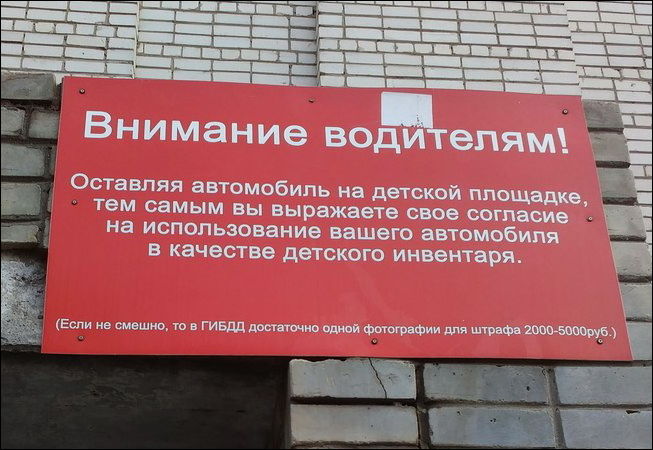 Внимание водителям!
Оставляя автомобиль на детской площадке,
тем самым вы выражаете свое согласие
на использование вашего автомобиля
в качестве детского инвентаря.
(Если не смешно, то в ГИБДД достаточно одной фотографии для штрафа 2000-5000руб.)